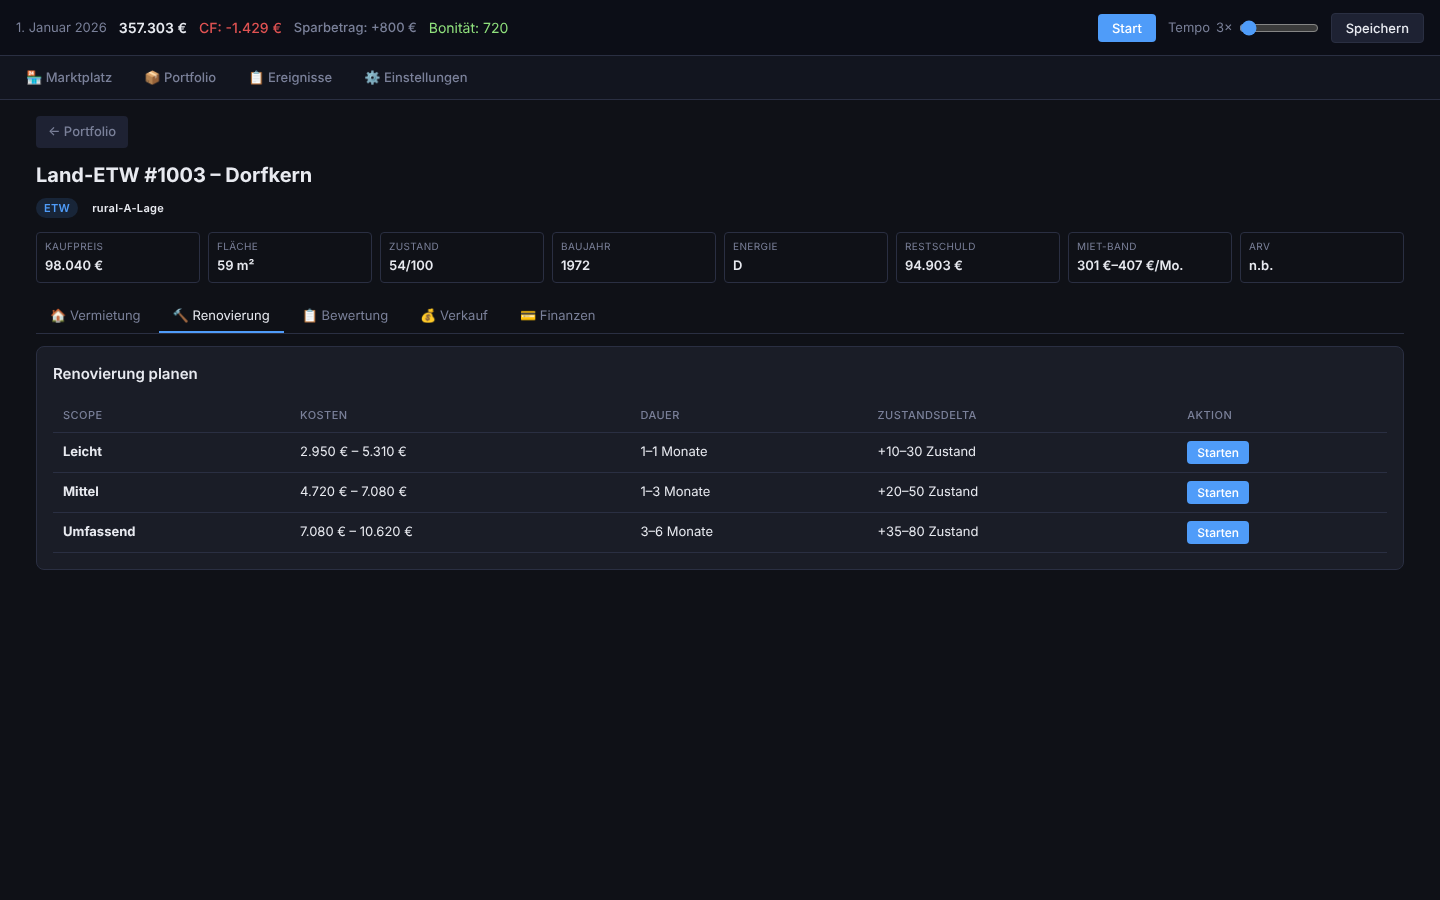 1. Januar 2026 357.303 € CF: -1.429 € Sparbetrag: +800 € Bonität: 720 Start Tempo 3× Speichern
Marktplatz Portfolio Ereignisse Einstellungen
← Portfolio
Land-ETW #1003 – Dorfkern
ETW rural-A-Lage
KAUFPREIS FLÄCHE ZUSTAND BAUJAHR ENERGIE RESTSCHULD MIET-BAND ARV
98.040 € 59 m² 54/100 1972 D 94.903 € 301 €–407 €/Mo. n.b.
Vermietung Renovierung Bewertung Verkauf Finanzen
Renovierung planen
SCOPE KOSTEN DAUER ZUSTANDSDELTA AKTION
Leicht 2.950 € – 5.310 € 1–1 Monate +10–30 Zustand Starten
Mittel 4.720 € – 7.080 € 1–3 Monate +20–50 Zustand Starten
Umfassend 7.080 € – 10.620 € 3–6 Monate +35–80 Zustand Starten